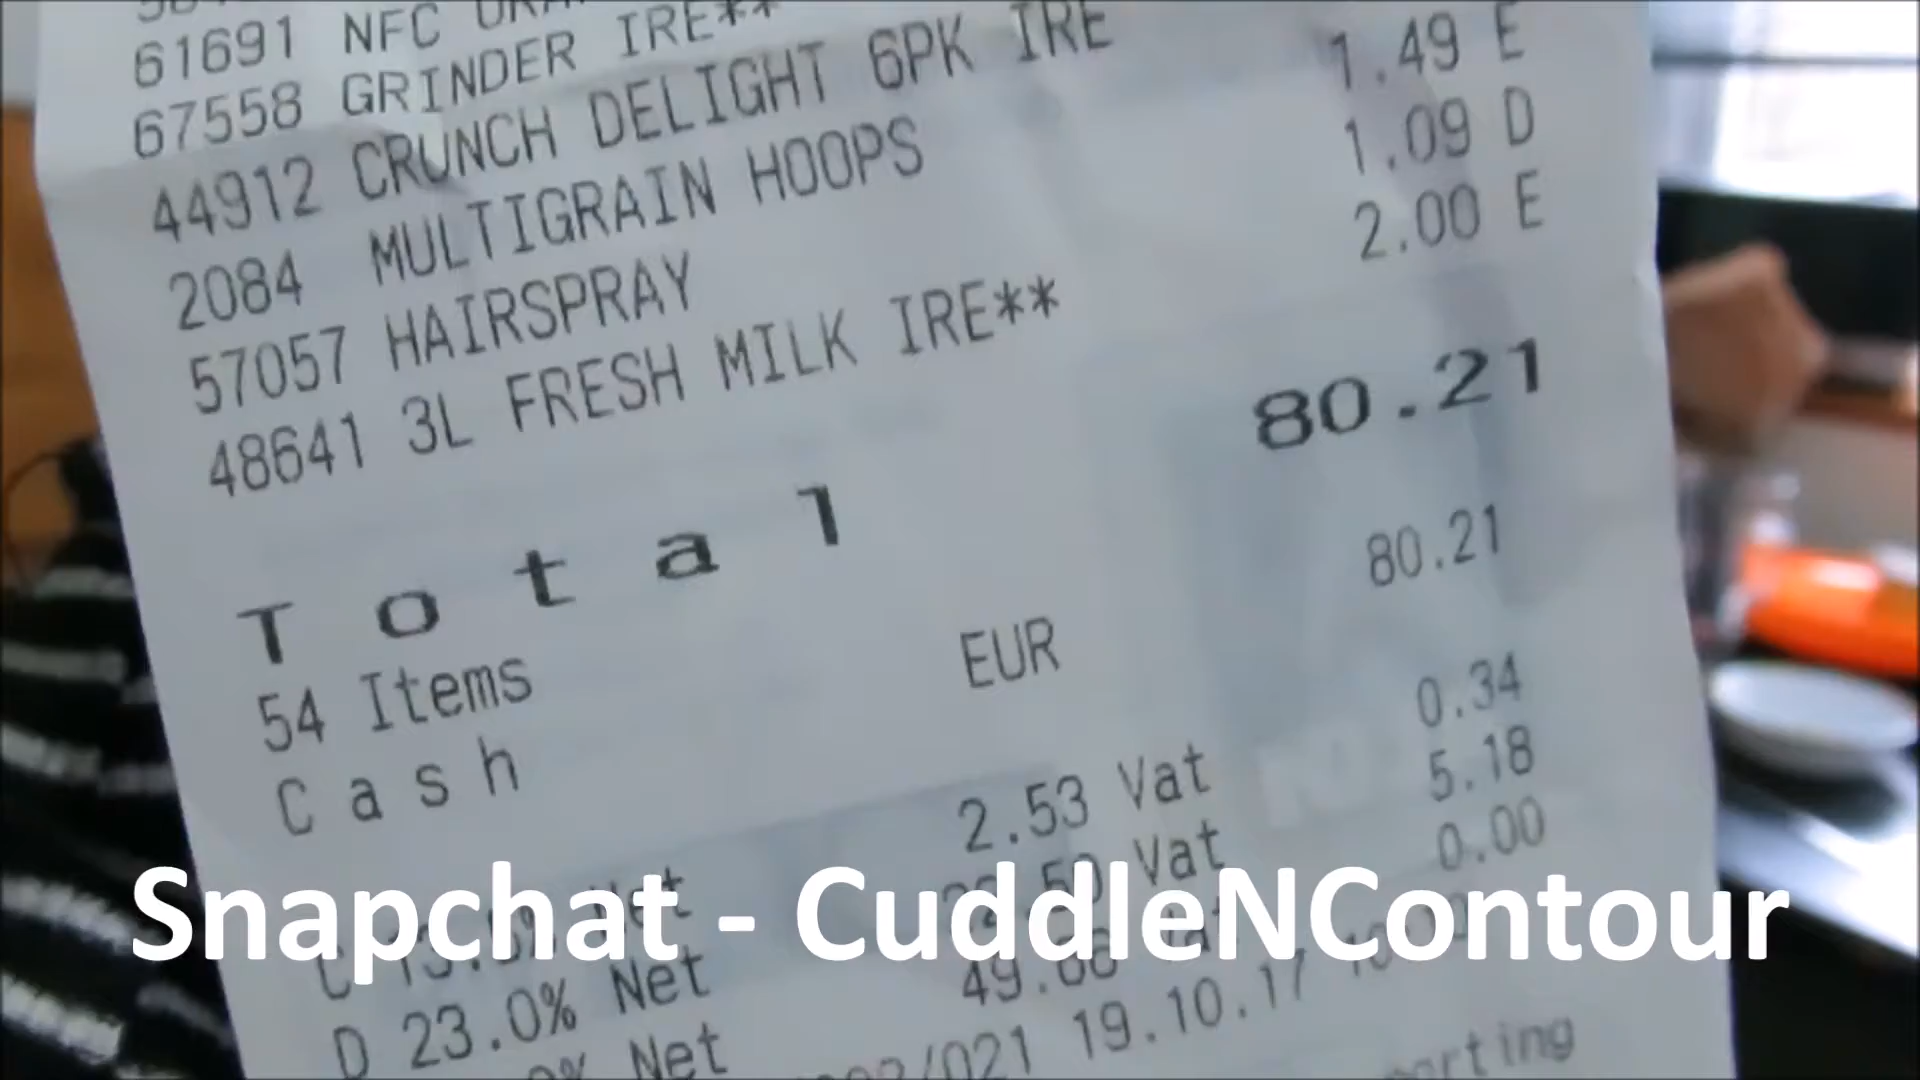 61691 NFC
67558 GRINDER IRE**
44912 CRUNCH DELIGHT 6PK IRE 1.49 E
2084 MULTIGRAIN HOOPS 1.09 D
57057 HAIRSPRAY 2.00 E
48641 3L FRESH MILK IRE**
Total 80.21
54 Items
Cash EUR 80.21
Net 2.53 Vat 0.34
D 23.0% Net Vat 5.18
Net 0.00
19.10.17
Snapchat - CuddleNContour